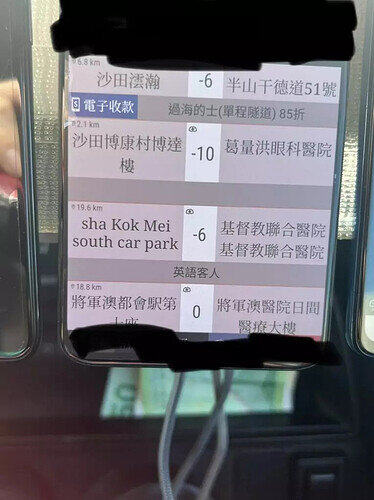 6.8 km
沙田澐瀚 -6 半山干德道51號
S 電子收款 過海的士(單程隧道) 85折
2.1 km
沙田博康村博達 -10 葛量洪眼科醫院
樓
19.6 km
sha Kok Mei -6 基督教聯合醫院
south car park 基督教聯合醫院
英語客人
18.8 km
將軍澳都會駅第 0 將軍澳醫院日間
醫療大樓